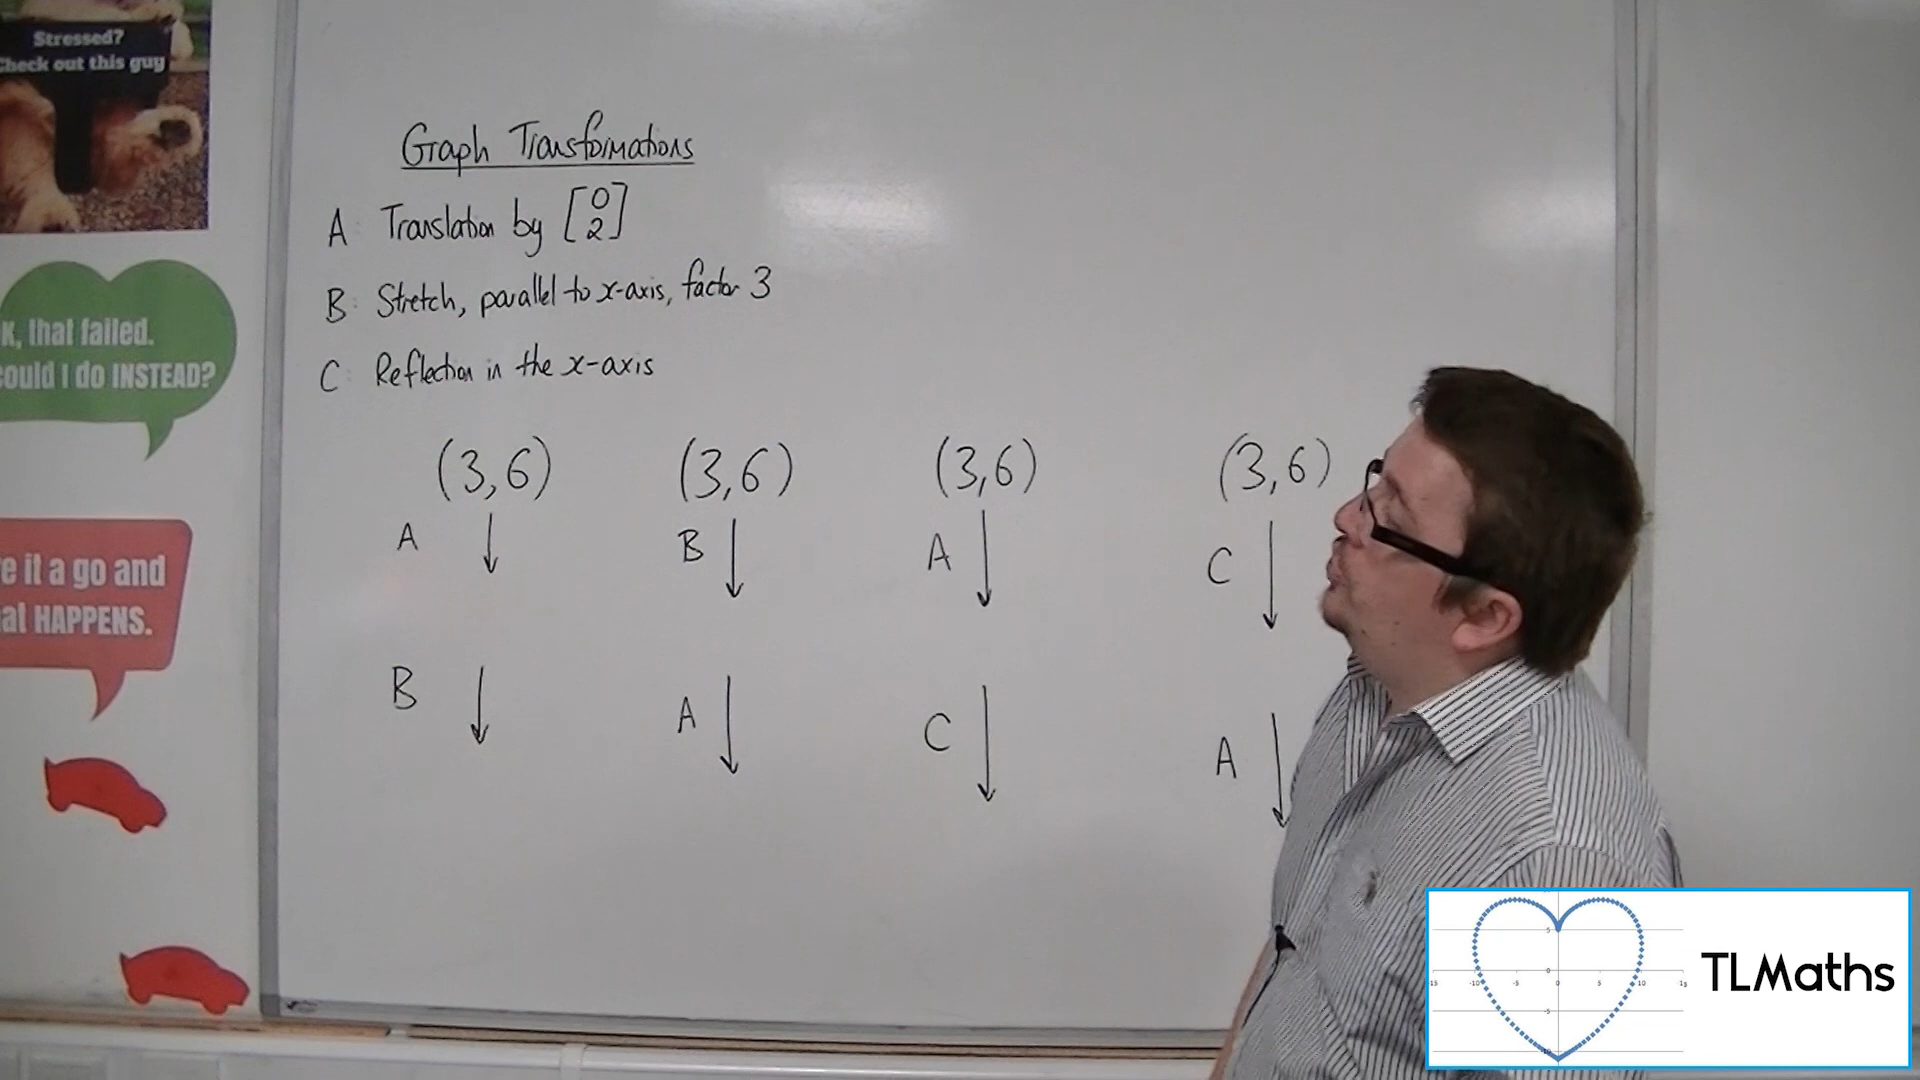 Stressed?
Check out this guy
K, that failed.
could I do INSTEAD?
e it a go and
at HAPPENS.
Graph Transformations
A: Translation by [0 2]
B: Stretch, parallel to x-axis, factor 3
C: Reflection in the x-axis
(3,6) (3,6) (3,6) (3,6)
A B A C
B A C A
TLMaths